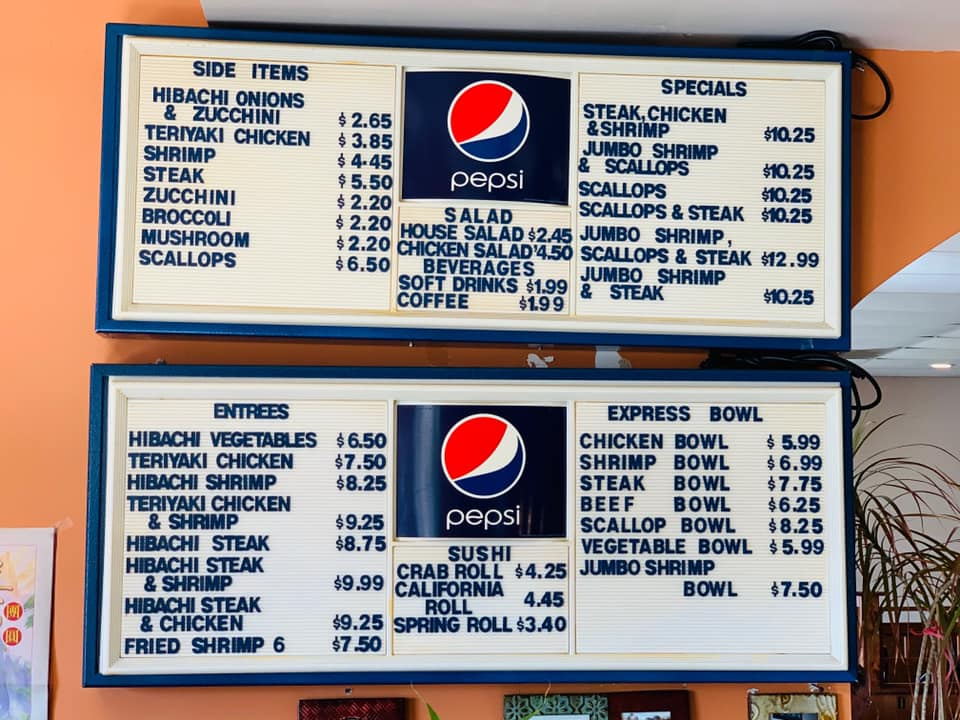 SIDE ITEMS
HIBACHI ONIONS
& ZUCCHINI $2.65
TERIYAKI CHICKEN $3.85
SHRIMP $4.45
STEAK $5.50
ZUCCHINI $2.20
BROCCOLI $2.20
MUSHROOM $2.20
SCALLOPS $6.50
pepsi
SALAD
HOUSE SALAD $2.45
CHICKEN SALAD '4.50
BEVERAGES
SOFT DRINKS $1.99
COFFEE $1.99
SPECIALS
STEAK, CHICKEN
& SHRIMP $10.25
JUMBO SHRIMP
& SCALLOPS $10.25
SCALLOPS $10.25
SCALLOPS & STEAK $10.25
JUMBO SHRIMP,
SCALLOPS & STEAK $12.99
JUMBO SHRIMP
& STEAK $10.25
ENTREES
HIBACHI VEGETABLES $6.50
TERIYAKI CHICKEN $7.50
HIBACHI SHRIMP $8.25
TERIYAKI CHICKEN
& SHRIMP $9.25
HIBACHI STEAK $8.75
HIBACHI STEAK
& SHRIMP $9.99
HIBACHI STEAK
& CHICKEN $9.25
FRIED SHRIMP 6 $7.50
pepsi
SUSHI
CRAB ROLL $4.25
CALIFORNIA
ROLL 4.45
SPRING ROLL $3.40
EXPRESS BOWL
CHICKEN BOWL $5.99
SHRIMP BOWL $6.99
STEAK BOWL $7.75
BEEF BOWL $6.25
SCALLOP BOWL $8.25
VEGETABLE BOWL $5.99
JUMBO SHRIMP
BOWL $7.50